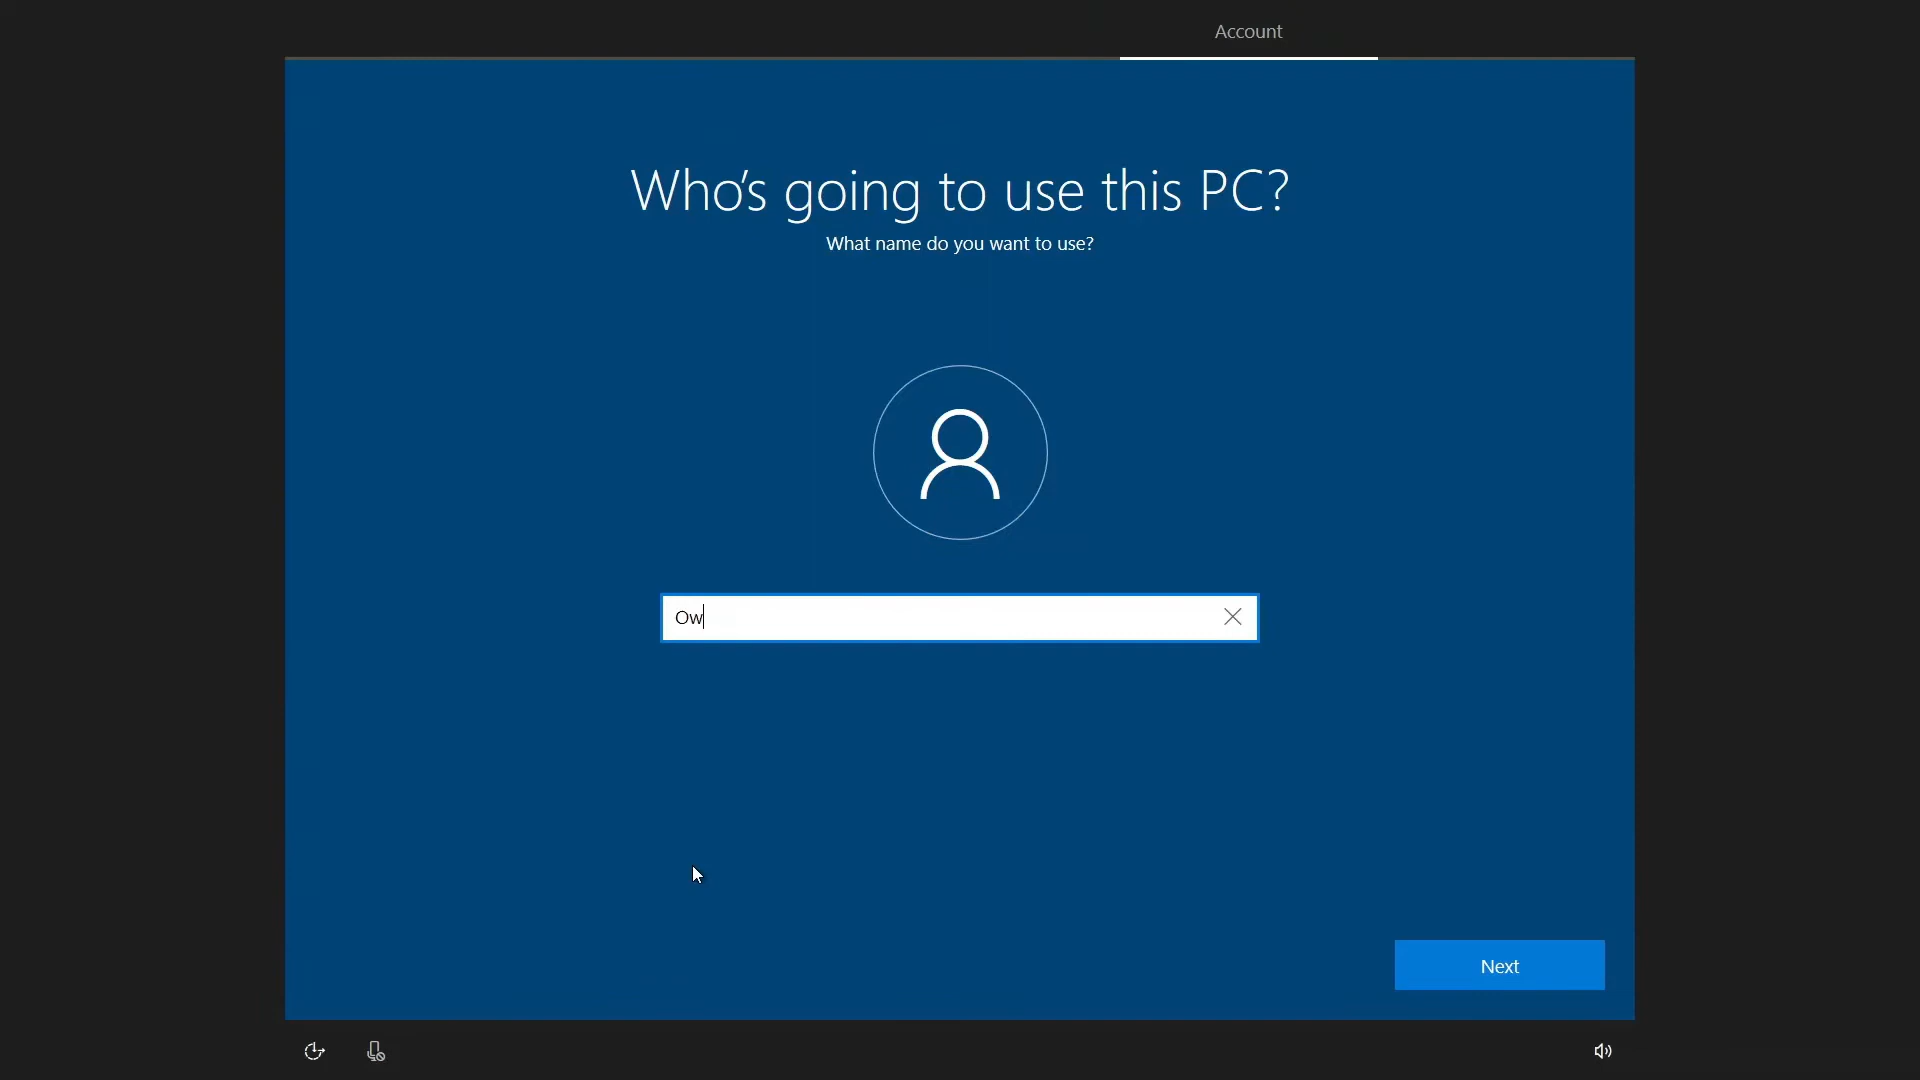 Account
Who's going to use this PC?
What name do you want to use?
Ow
Next